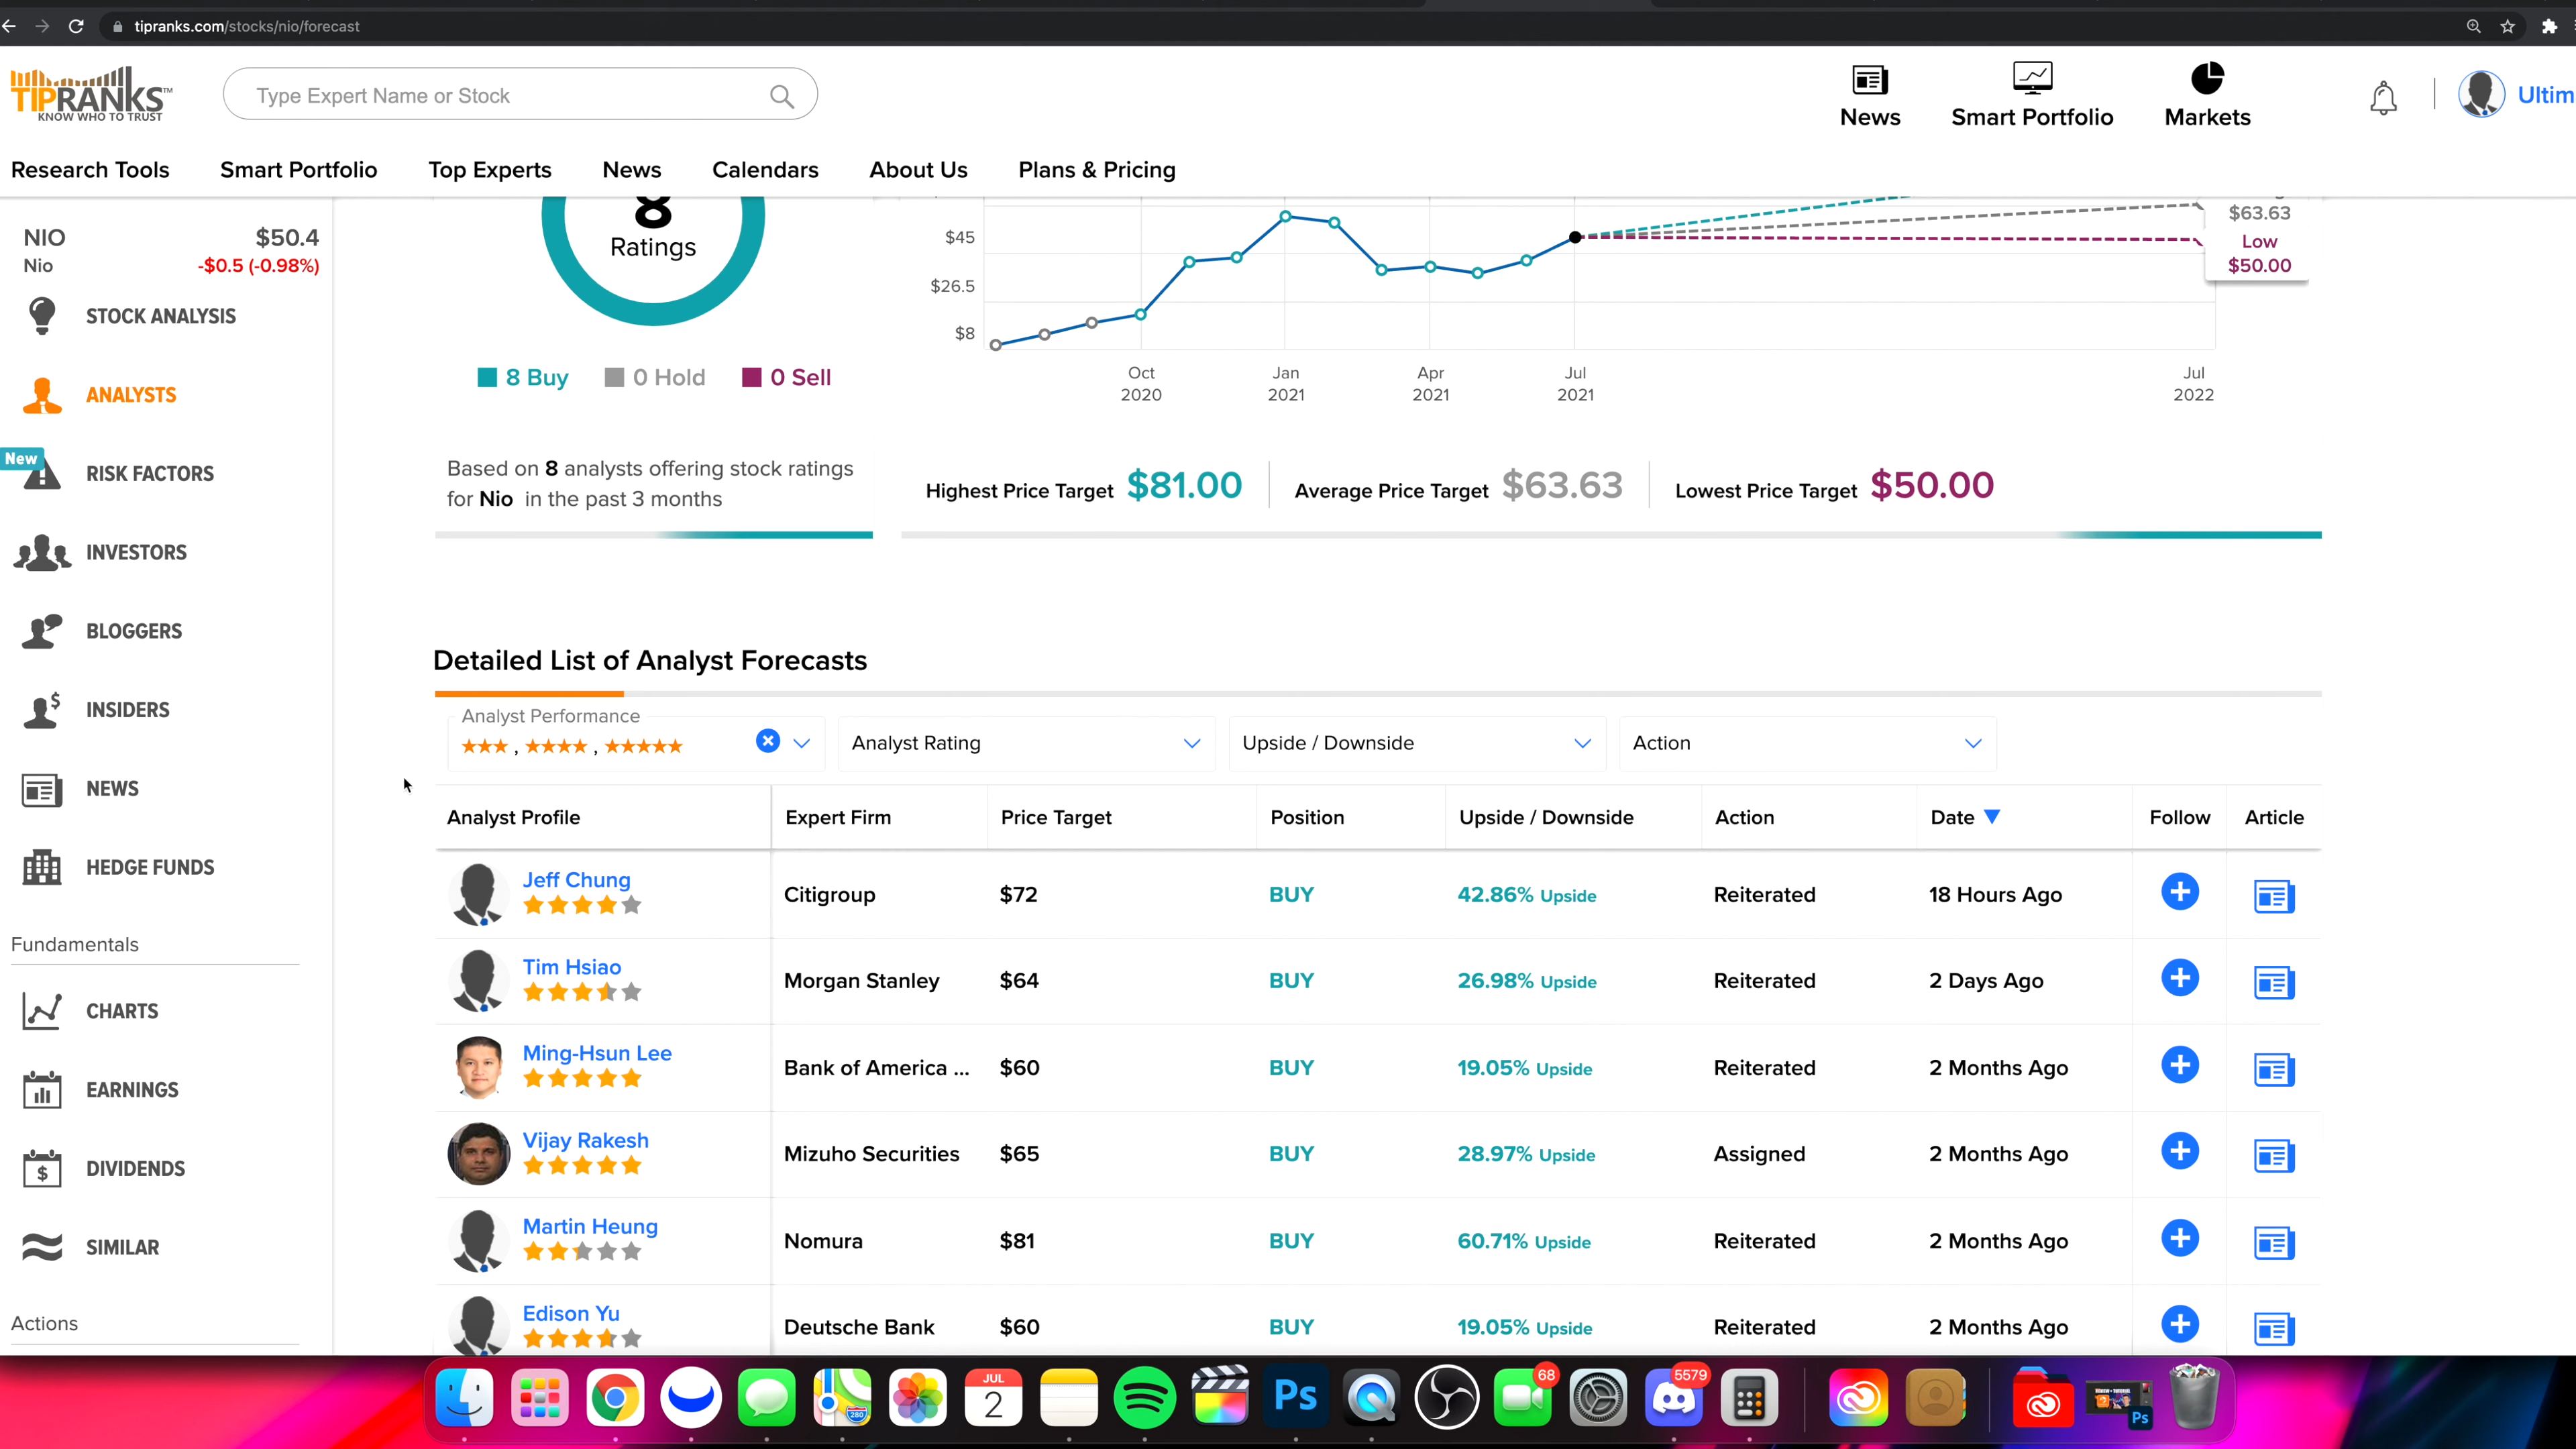 tipranks.com/stocks/nio/forecast
TIPRANKS™
KNOW WHO TO TRUST
Type Expert Name or Stock
News
Smart Portfolio
Markets
Ultim
Research Tools
Smart Portfolio
Top Experts
News
Calendars
About Us
Plans & Pricing
NIO
$50.4
Nio
-$0.5 (-0.98%)
STOCK ANALYSIS
ANALYSTS
New
RISK FACTORS
INVESTORS
BLOGGERS
INSIDERS
NEWS
HEDGE FUNDS
Fundamentals
CHARTS
EARNINGS
DIVIDENDS
SIMILAR
Actions
8
Ratings
8 Buy
0 Hold
0 Sell
Based on 8 analysts offering stock ratings
for Nio in the past 3 months
$45
$26.5
$8
Oct
2020
Jan
2021
Apr
2021
Jul
2021
Jul
2022
$63.63
Low
$50.00
Highest Price Target $81.00
Average Price Target $63.63
Lowest Price Target $50.00
Detailed List of Analyst Forecasts
Analyst Performance
Analyst Rating
Upside / Downside
Action
Analyst Profile Expert Firm Price Target Position Upside / Downside Action Date Follow Article
Jeff Chung Citigroup $72 BUY 42.86% Upside Reiterated 18 Hours Ago
Tim Hsiao Morgan Stanley $64 BUY 26.98% Upside Reiterated 2 Days Ago
Ming-Hsun Lee Bank of America ... $60 BUY 19.05% Upside Reiterated 2 Months Ago
Vijay Rakesh Mizuho Securities $65 BUY 28.97% Upside Assigned 2 Months Ago
Martin Heung Nomura $81 BUY 60.71% Upside Reiterated 2 Months Ago
Edison Yu Deutsche Bank $60 BUY 19.05% Upside Reiterated 2 Months Ago
280
JUL
2
Ps
68
5579
Ps